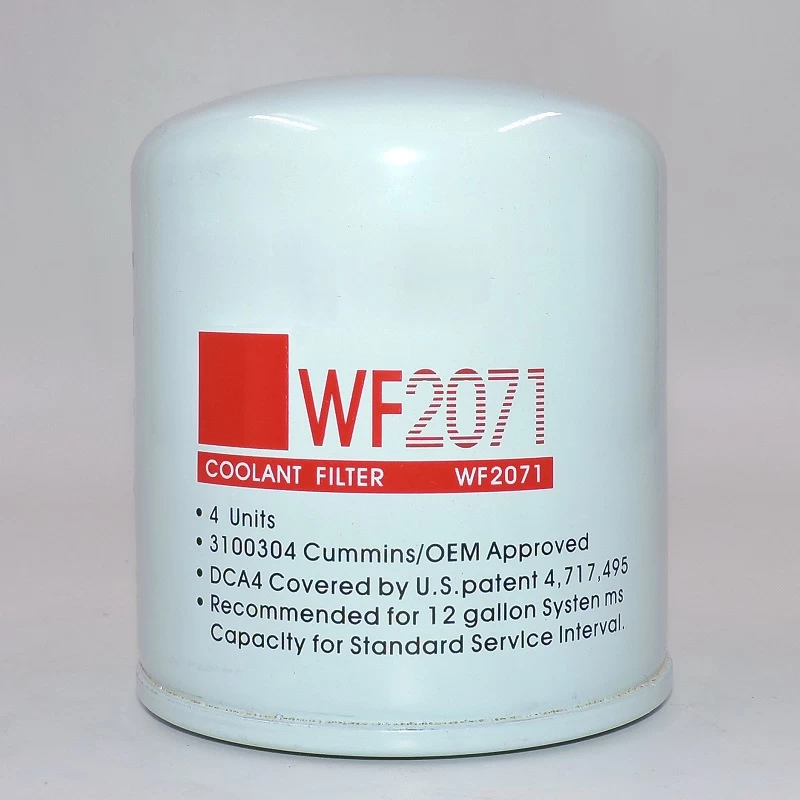 WF2071
COOLANT FILTER WF2071
• 4 Units
• 3100304 Cummins/OEM Approved
• DCA4 Covered by U.S.patent 4,717,495
• Recommended for 12 gallon Systen ms
Capaclty for Standard Servlce Interval.